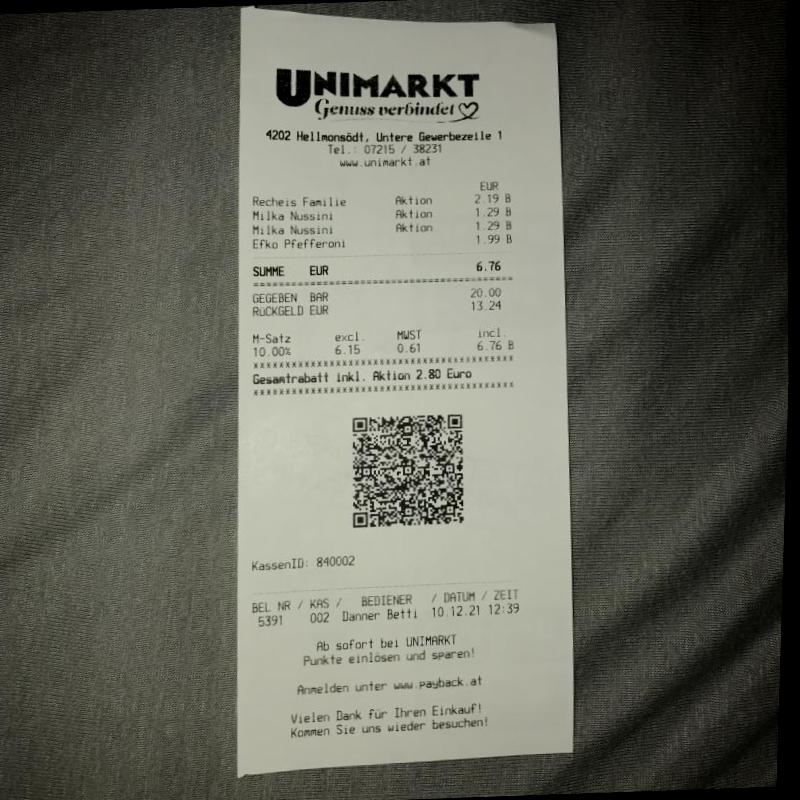 UNIMARKT
Genuss verbindet
4202 Hellmonsödt, Untere Gewerbezeile 1
Tel.: 07215 / 38231
www.unimarkt.at
EUR
Recheis Familie Aktion 2.19 B
Milka Nussini Aktion 1.29 B
Milka Nussini Aktion 1.29 B
Efko Pfefferoni 1.99 B
SUMME EUR 6.76
GEGEBEN BAR 20.00
RÜCKGELD EUR 13.24
M-Satz excl. MWST incl.
10.00% 6.15 0.61 6.76 B
Gesamtrabatt inkl. Aktion 2.80 Euro
KassenID: 840002
BEL NR / KAS / BEDIENER / DATUM / ZEIT
5391 002 Danner Betti 10.12.21 12:39
Ab sofort bei UNIMARKT
Punkte einlösen und sparen!
Anmelden unter www.payback.at
Vielen Dank für Ihren Einkauf!
Kommen Sie uns wieder besuchen!